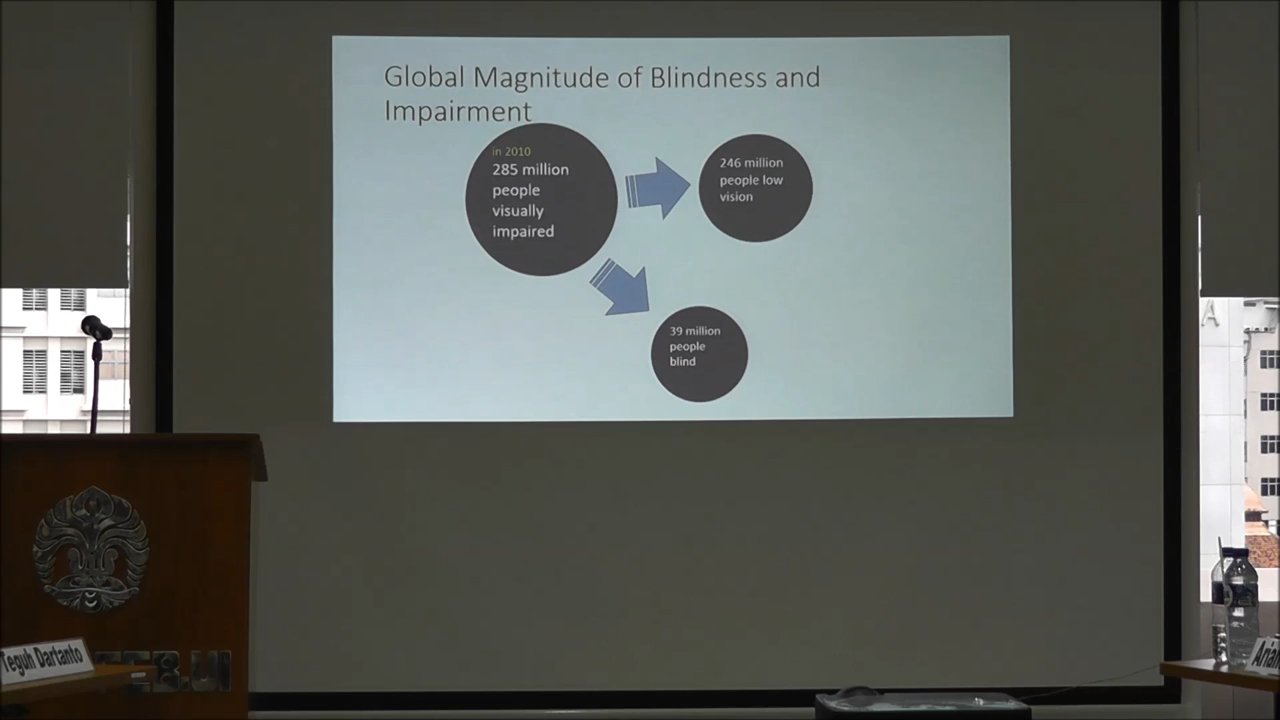 Global Magnitude of Blindness and
Impairment
in 2010
285 million
people
visually
impaired
246 million
people low
vision
39 million
people
blind
A
Teguh Dartanto